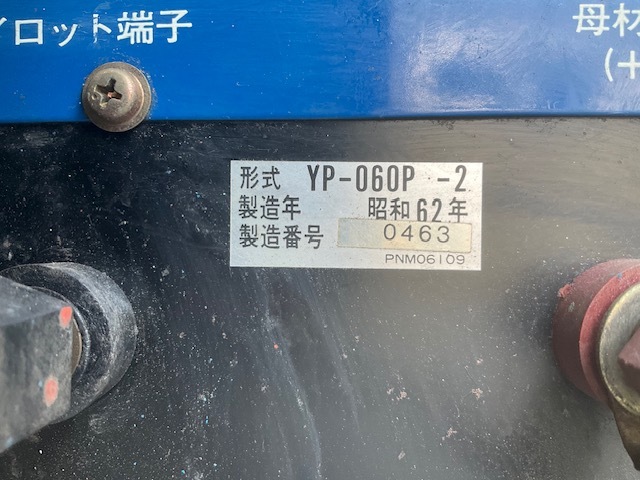 イロット端子
母材
(+
形式 YP-060P -2
製造年 昭和62年
製造番号 0463
PNM06109